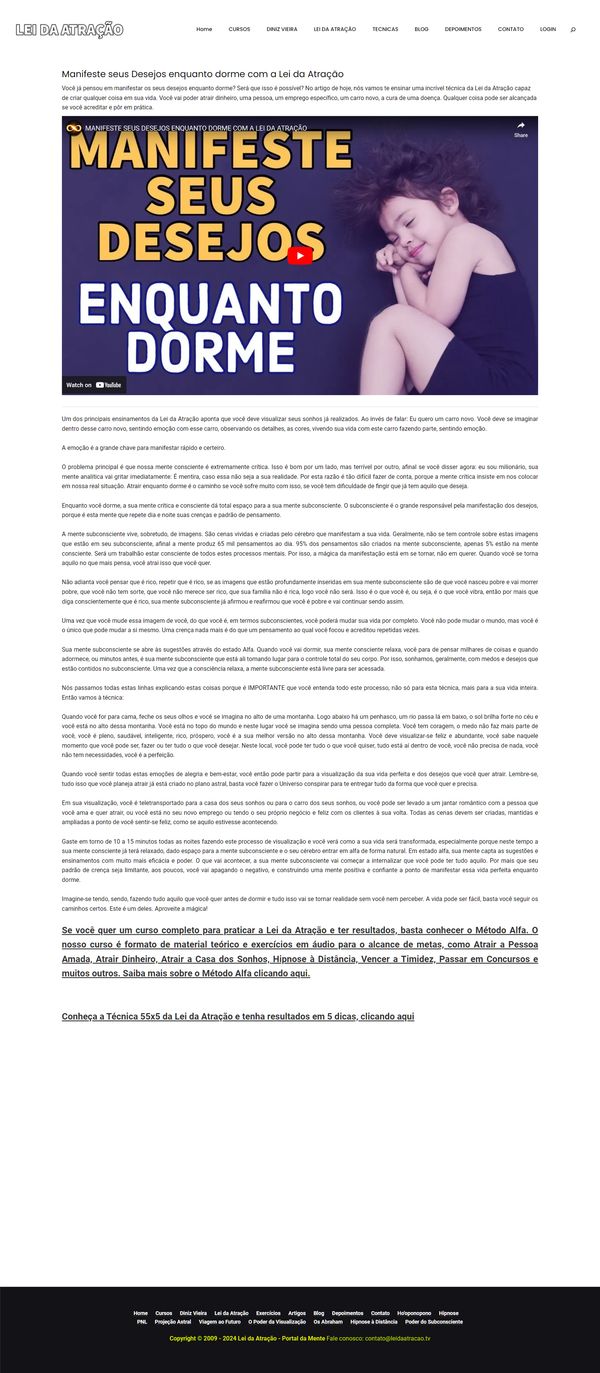 LEI DA ATRAÇÃO
Home CURSOS DINIZ VIEIRA LEI DA ATRAÇÃO TECNICAS BLOG DEPOIMENTOS CONTATO LOGIN
Manifeste seus Desejos enquanto dorme com a Lei da Atração
Você já pensou em manifestar os seus desejos enquanto dorme? Será que isso é possível? No artigo de hoje, nós vamos te ensinar uma incrível técnica da Lei da Atração capaz
de criar qualquer coisa em sua vida. Você vai poder atrair dinheiro, uma pessoa, um emprego específico, um carro novo, a cura de uma doença. Qualquer coisa pode ser alcançada
se você acreditar e pôr em prática.
MANIFESTE SEUS DESEJOS ENQUANTO DORME COM A LEI DA ATRAÇÃO
Share
MANIFESTE
SEUS
DESEJOS
ENQUANTO
DORME
Watch on YouTube
Um dos principais ensinamentos da Lei da Atração aponta que você deve visualizar seus sonhos já realizados. Ao invés de falar: Eu quero um carro novo. Você deve se imaginar
dentro desse carro novo, sentindo emoção com esse carro, observando os detalhes, as cores, vivendo sua vida com este carro fazendo parte, sentindo emoção.
A emoção é a grande chave para manifestar rápido e certeiro.
O problema principal é que nossa mente consciente é extremamente crítica. Isso é bom por um lado, mas terrível por outro, afinal se você disser agora: eu sou milionário, sua
mente analítica vai gritar imediatamente: É mentira, caso essa não seja a sua realidade. Por esta razão é tão difícil fazer de conta, porque a mente crítica insiste em nos colocar
em nossa real situação. Atrair enquanto dorme é o caminho se você sofre muito com isso, se você tem dificuldade de fingir que já tem aquilo que deseja.
Enquanto você dorme, a sua mente crítica e consciente dá total espaço para a sua mente subconsciente. O subconsciente é o grande responsável pela manifestação dos desejos,
porque é esta mente que repete dia e noite suas crenças e padrão de pensamento.
A mente subconsciente vive, sobretudo, de imagens. São cenas vividas e criadas pelo cérebro que manifestam a sua vida. Geralmente, não se tem controle sobre estas imagens
que estão em seu subconsciente, afinal a mente produz 65 mil pensamentos ao dia. 95% dos pensamentos são criados na mente subconsciente, apenas 5% estão na mente
consciente. Será um trabalhão estar consciente de todos estes processos mentais. Por isso, a mágica da manifestação está em se tornar, não em querer. Quando você se torna
aquilo no que mais pensa, você atrai isso que você quer.
Não adianta você pensar que é rico, repetir que é rico, se as imagens que estão profundamente inseridas em sua mente subconsciente são de que você nasceu pobre e vai morrer
pobre, que você não tem sorte, que você não merece ser rico, que sua família não é rica, logo você não será. Isso é o que você é, ou seja, é o que você vibra, então por mais que
diga conscientemente que é rico, sua mente subconsciente já afirmou e reafirmou que você é pobre e vai continuar sendo assim.
Uma vez que você mude essa imagem de você, do que você é, em termos subconscientes, você poderá mudar sua vida por completo. Você não pode mudar o mundo, mas você é
o único que pode mudar a si mesmo. Uma crença nada mais é do que um pensamento ao qual você focou e acreditou repetidas vezes.
Sua mente subconsciente se abre às sugestões através do estado Alfa. Quando você vai dormir, sua mente consciente relaxa, você para de pensar milhares de coisas e quando
adormece, ou minutos antes, é sua mente subconsciente que está ali tomando lugar para o controle total do seu corpo. Por isso, sonhamos, geralmente, com medos e desejos que
estão contidos no subconsciente. Uma vez que a consciência relaxa, a mente subconsciente está livre para ser acessada.
Nós passamos todas estas linhas explicando estas coisas porque é IMPORTANTE que você entenda todo este processo, não só para esta técnica, mais para a sua vida inteira.
Então vamos à técnica:
Quando você for para cama, feche os seus olhos e você se imagina no alto de uma montanha. Logo abaixo há um penhasco, um rio passa lá em baixo, o sol brilha forte no céu e
você está no alto dessa montanha. Você está no topo do mundo e neste lugar você se imagina sendo uma pessoa completa. Você tem coragem, o medo não faz mais parte de
você, você é pleno, saudável, inteligente, rico, próspero; você é a sua melhor versão no alto dessa montanha. Você deve visualizar-se feliz e abundante, você sabe naquele
momento que você pode ser, fazer ou ter tudo o que você desejar. Neste local, você pode ter tudo o que você quiser, tudo está aí dentro de você, você não precisa de nada, você
não tem necessidades, você é a perfeição.
Quando você sentir todas estas emoções de alegria e bem-estar, você então pode partir para a visualização da sua vida perfeita e dos desejos que você quer atrair. Lembre-se,
tudo isso que você planeja atrair já está criado no plano astral, basta você fazer o Universo conspirar para te entregar tudo da forma que você quer e precisa.
Em sua visualização, você é teletransportado para a casa dos seus sonhos ou para o carro dos seus sonhos, ou você pode ser levado a um jantar romântico com a pessoa que
você ama e quer atrair, ou você está no seu novo emprego ou tendo o seu próprio negócio e feliz com os clientes à sua volta. Todas as cenas devem ser criadas, mantidas e
ampliadas a ponto de você sentir-se feliz, como se aquilo estivesse acontecendo.
Gaste em torno de 10 a 15 minutos todas as noites fazendo este processo de visualização e você verá como a sua vida será transformada, especialmente porque neste tempo a
sua mente consciente já terá relaxado, dado espaço para a mente subconsciente e o seu cérebro entrar em alfa de forma natural. Em estado alfa, sua mente capta as sugestões e
ensinamentos com muito mais eficácia e poder. O que vai acontecer, a sua mente subconsciente vai começar a internalizar que você pode ter tudo aquilo. Por mais que seu
padrão de crença seja limitante, aos poucos, você vai apagando o negativo, e construindo uma mente positiva e confiante a ponto de manifestar essa vida perfeita enquanto
dorme.
Imagine-se tendo, sendo, fazendo tudo aquilo que você quer antes de dormir e tudo isso vai se tornar realidade sem você nem perceber. A vida pode ser fácil, basta você seguir os
caminhos certos. Este é um deles. Aproveite a mágica!
Se você quer um curso completo para praticar a Lei da Atração e ter resultados, basta conhecer o Método Alfa. O
nosso curso é formato de material teórico e exercícios em áudio para o alcance de metas, como Atrair a Pessoa
Amada, Atrair Dinheiro, Atrair a Casa dos Sonhos, Hipnose à Distância, Vencer a Timidez, Passar em Concursos e
muitos outros. Saiba mais sobre o Método Alfa clicando aqui.
Conheça a Técnica 55x5 da Lei da Atração e tenha resultados em 5 dicas, clicando aqui
Home Cursos Diniz Vieira Lei da Atração Exercícios Artigos Blog Depoimentos Contato Ho'oponopono Hipnose
PNL Projeção Astral Viagem ao Futuro O Poder da Visualização Os Abraham Hipnose à Distância Poder do Subconsciente
Copyright © 2009 - 2024 Lei da Atração - Portal da Mente Fale conosco: contato@leidaatracao.tv